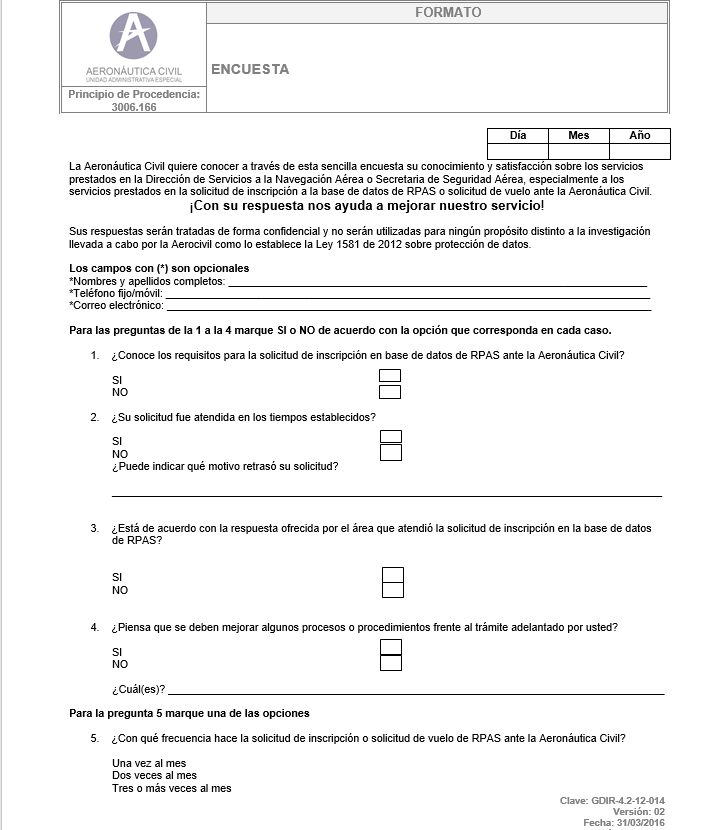 FORMATO
AERONÁUTICA CIVIL
UNIDAD ADMINISTRATIVA ESPECIAL
ENCUESTA
Principio de Procedencia:
3006.166
Día Mes Año
La Aeronáutica Civil quiere conocer a través de esta sencilla encuesta su conocimiento y satisfacción sobre los servicios
prestados en la Dirección de Servicios a la Navegación Aérea o Secretaria de Seguridad Aérea, especialmente a los
servicios prestados en la solicitud de inscripción a la base de datos de RPAS o solicitud de vuelo ante la Aeronáutica Civil.
¡Con su respuesta nos ayuda a mejorar nuestro servicio!
Sus respuestas serán tratadas de forma confidencial y no serán utilizadas para ningún propósito distinto a la investigación
llevada a cabo por la Aerocivil como lo establece la Ley 1581 de 2012 sobre protección de datos.
Los campos con (*) son opcionales
*Nombres y apellidos completos:
*Teléfono fijo/móvil:
*Correo electrónico:
Para las preguntas de la 1 a la 4 marque SI o NO de acuerdo con la opción que corresponda en cada caso.
1. ¿Conoce los requisitos para la solicitud de inscripción en base de datos de RPAS ante la Aeronáutica Civil?
SI
NO
2. ¿Su solicitud fue atendida en los tiempos establecidos?
SI
NO
¿Puede indicar qué motivo retrasó su solicitud?
3. ¿Está de acuerdo con la respuesta ofrecida por el área que atendió la solicitud de inscripción en la base de datos
de RPAS?
SI
NO
4. ¿Piensa que se deben mejorar algunos procesos o procedimientos frente al trámite adelantado por usted?
SI
NO
¿Cuál(es)?
Para la pregunta 5 marque una de las opciones
5. ¿Con qué frecuencia hace la solicitud de inscripción o solicitud de vuelo de RPAS ante la Aeronáutica Civil?
Una vez al mes
Dos veces al mes
Tres o más veces al mes
Clave: GDIR-4.2-12-014
Versión: 02
Fecha: 31/03/2016